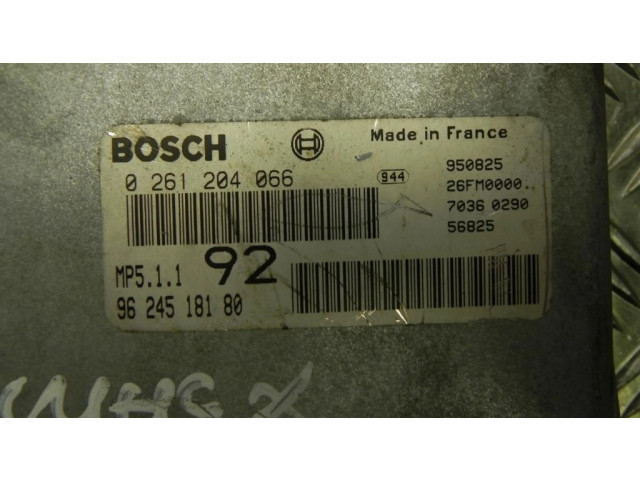 BOSCH
Made in France
0 261 204 066
944
950825
26FM0000..
7036 0290
56825
MP5.1.1 92
96 245 181 80